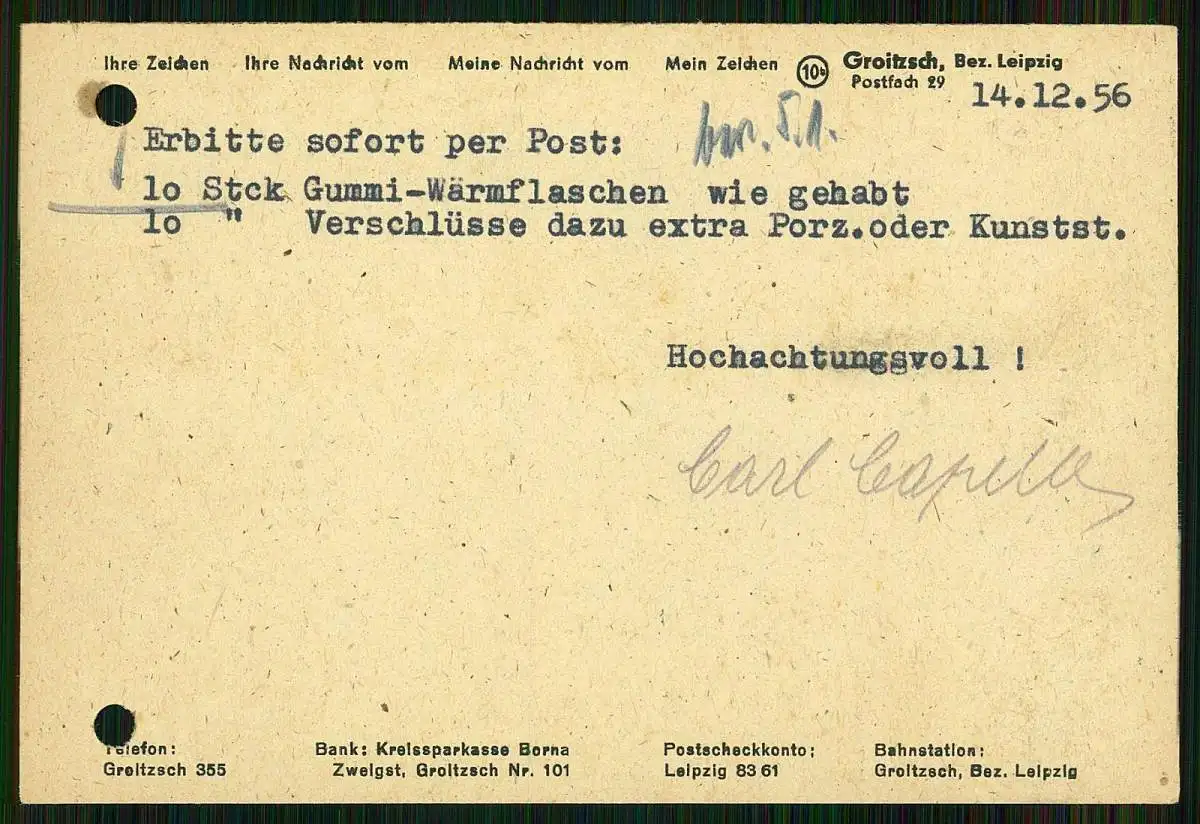 Ihre Zeichen Ihre Nachricht vom Meine Nachricht vom Mein Zeichen 10b Groitzsch, Bez. Leipzig
Postfach 29
14.12.56
Erbitte sofort per Post:
lo Stck Gummi-Wärmflaschen wie gehabt
lo " Verschlüsse dazu extra Porz.oder Kunstst.
Hochachtungsvoll !
Carl Capelle
Telefon: Bank: Kreissparkasse Borna Postscheckkonto: Bahnstation:
Groitzsch 355 Zweigst. Groitzsch Nr. 101 Leipzig 83 61 Groitzsch, Bez. Leipzig